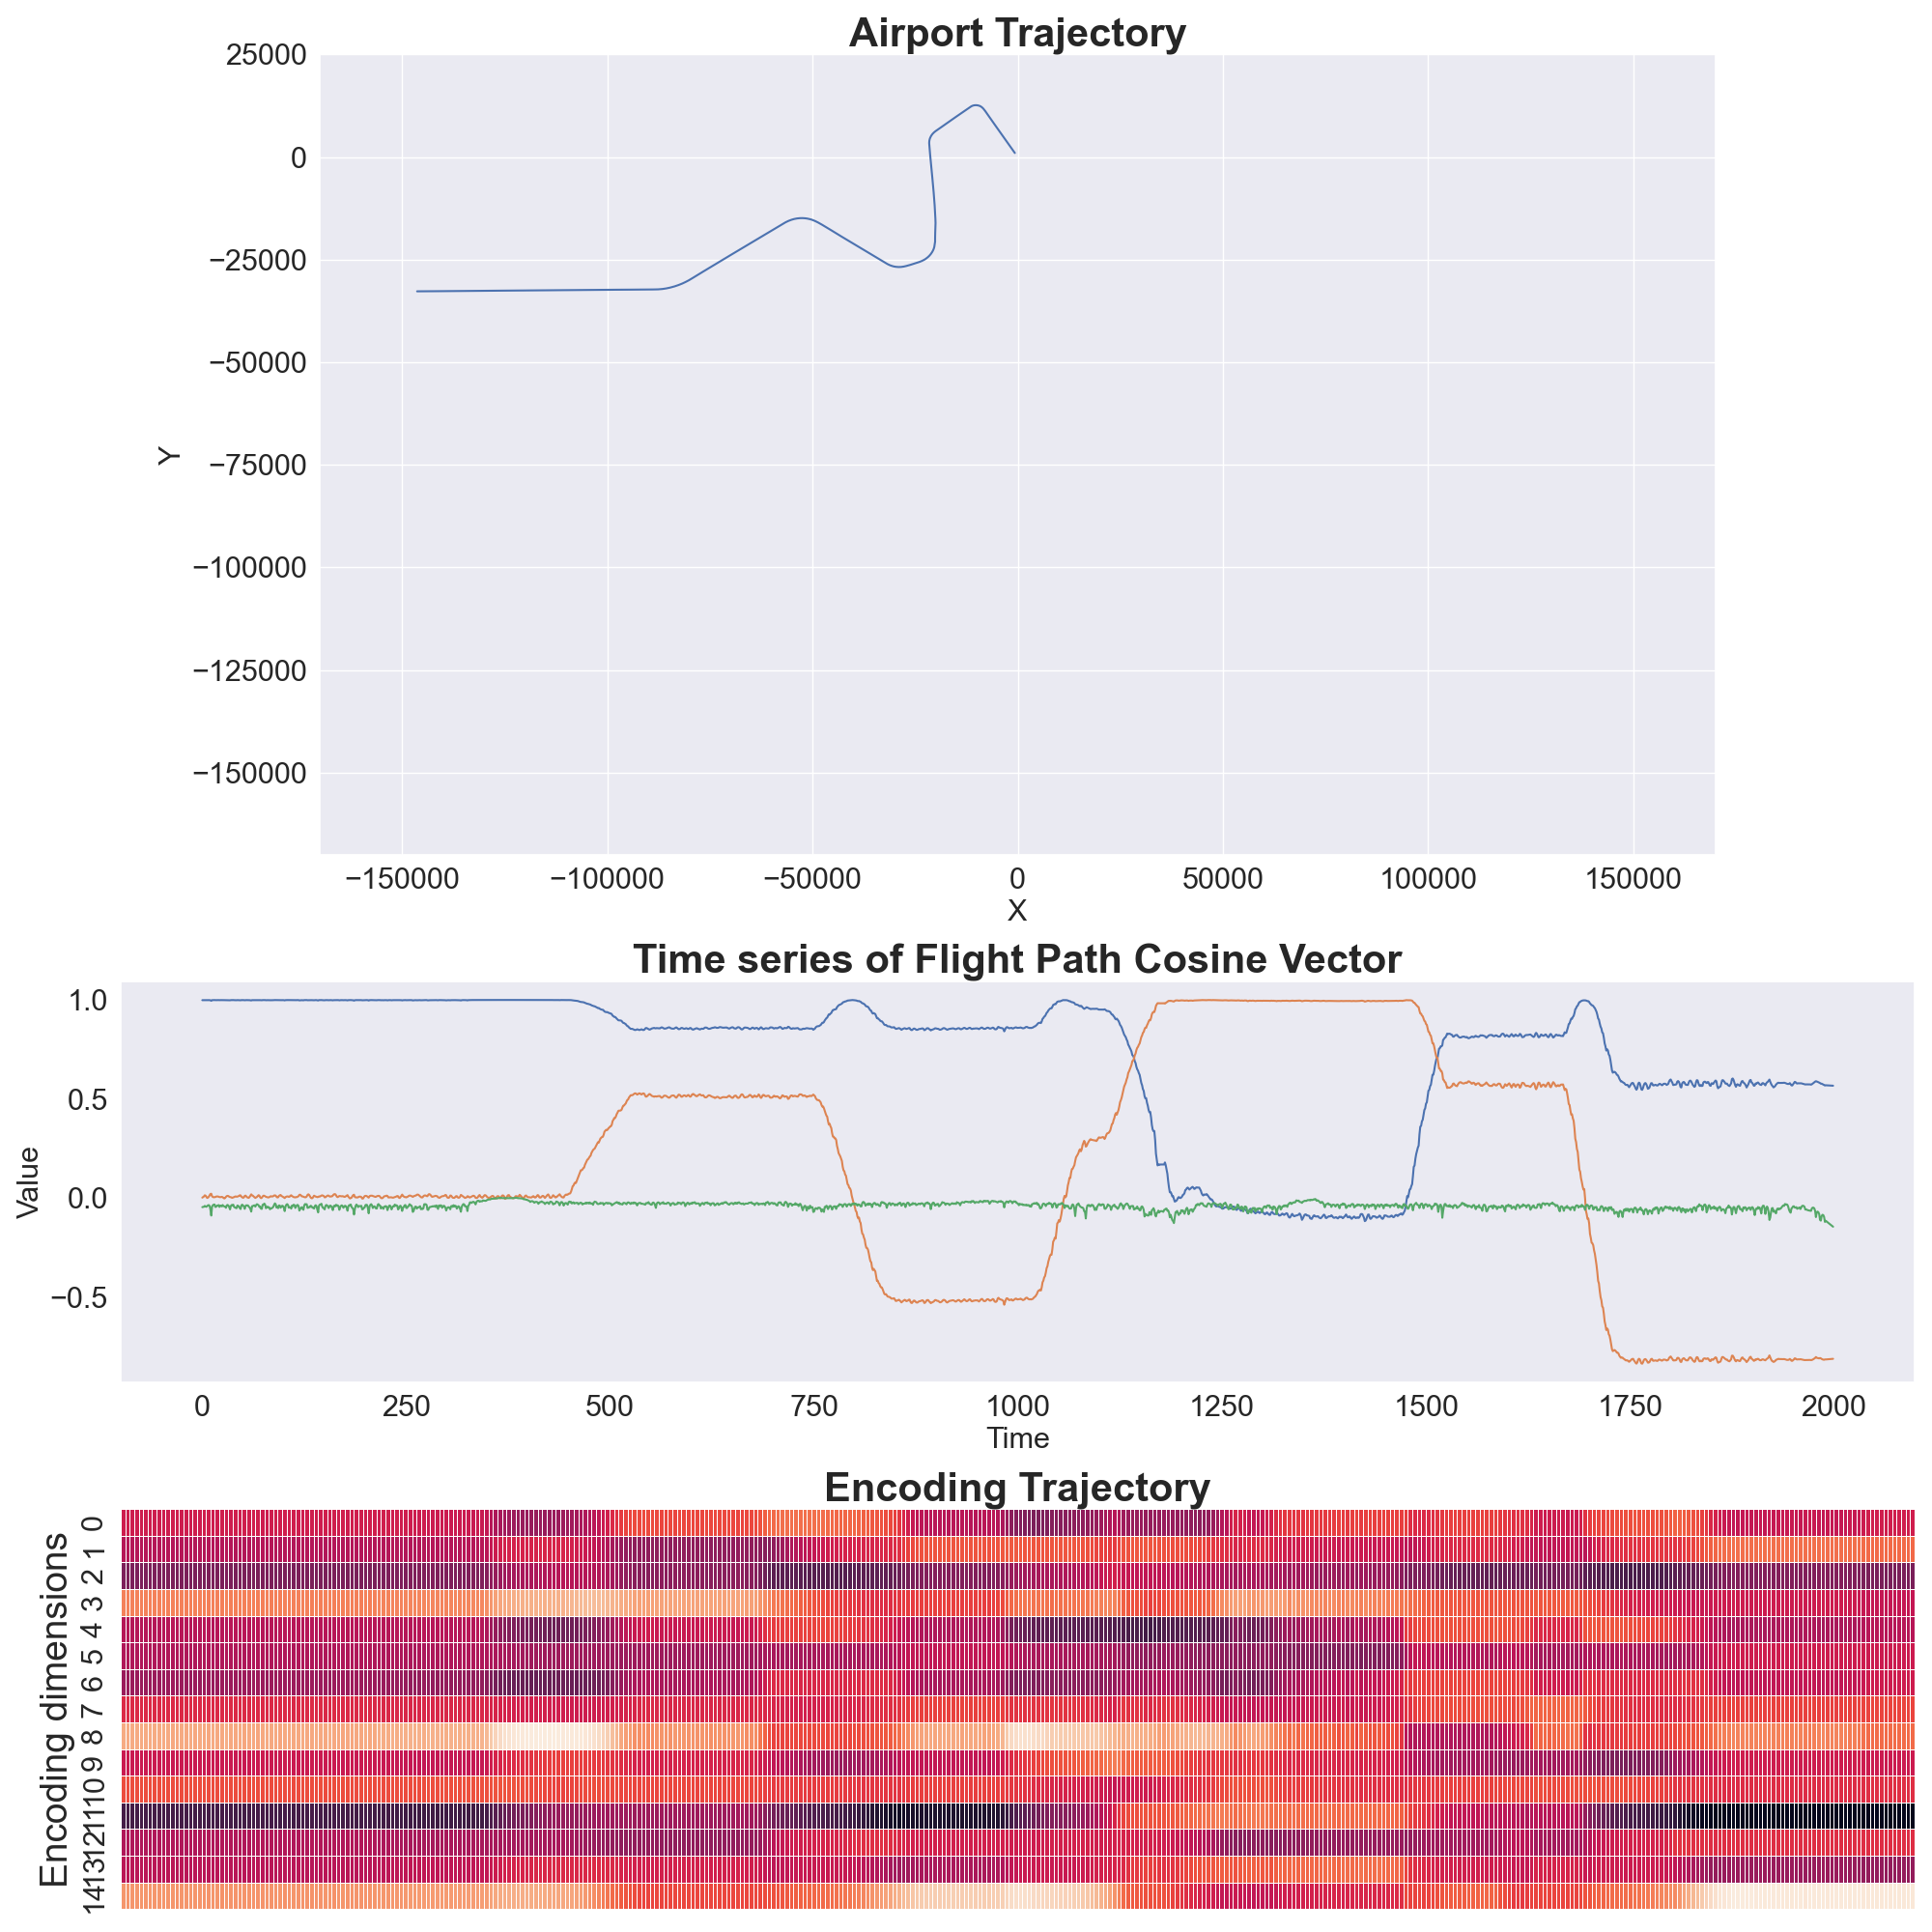 Airport Trajectory
25000
0
−25000
−50000
−75000
−100000
−125000
−150000
Y
−150000 −100000 −50000 0 50000 100000 150000
X
Time series of Flight Path Cosine Vector
1.0
0.5
0.0
−0.5
Value
0 250 500 750 1000 1250 1500 1750 2000
Time
Encoding Trajectory
Encoding dimensions
0
1
2
3
4
5
6
7
8
9
10
11
12
13
14